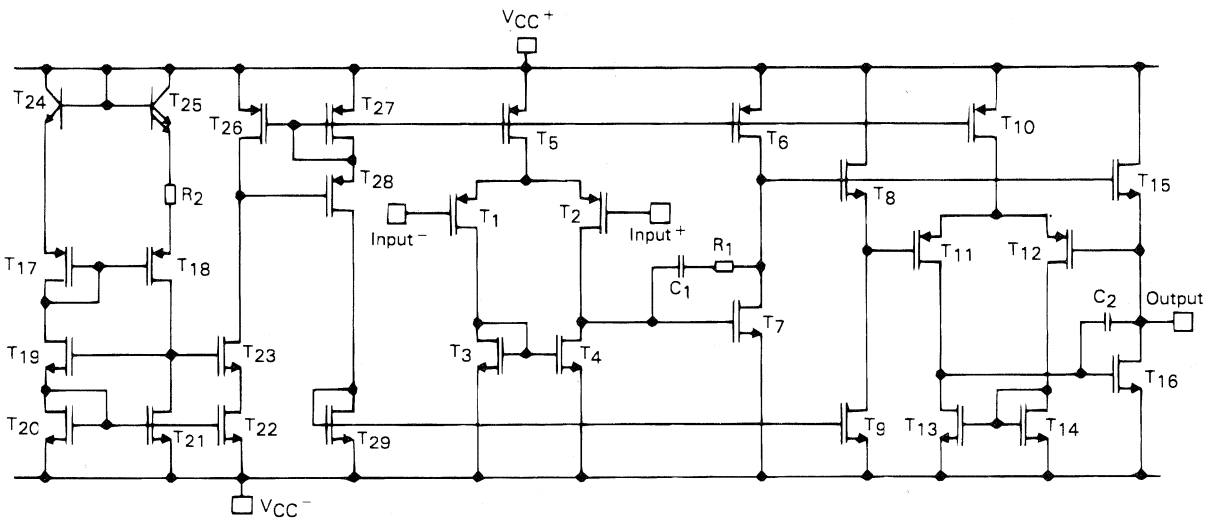 VCC+
T24
T25
T26
T27
T5
T6
T10
T28
T8
T15
R2
T1
T2
Input−
Input+
T17
T18
T11
T12
R1
C1
C2
Output
T19
T23
T3
T4
T7
T16
T20
T21
T22
T29
T9
T13
T14
VCC−